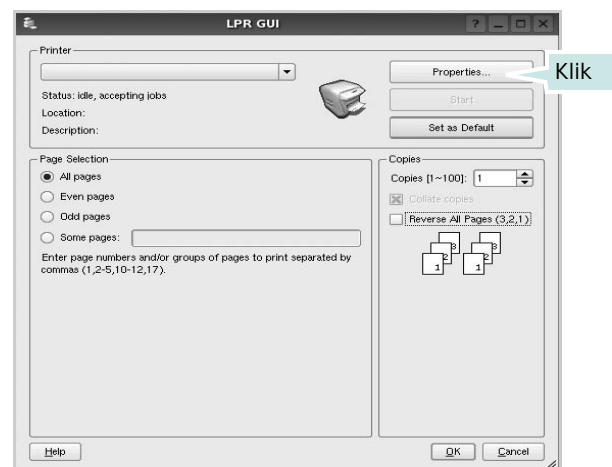 LPR GUI
Printer
Properties...
Klik
Status: idle, accepting jobs
Start
Location:
Description:
Set as Default
Page Selection
All pages
Even pages
Odd pages
Some pages:
Enter page numbers and/or groups of pages to print separated by
commas (1,2-5,10-12,17).
Copies
Copies [1~100]: 1
Collate copies
Reverse All Pages (3,2,1)
3 3
2 2
1 1
Help
OK
Cancel